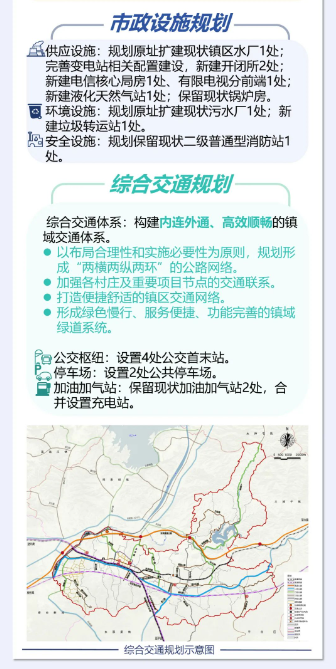 市政设施规划
供应设施：规划原址扩建现状镇区水厂1处；
完善变电站相关配置建设，新建开闭所2处；
新建电信核心局房1处、有限电视分前端1处；
新建液化天然气站1处；保留现状锅炉房。
环境设施：规划原址扩建现状污水厂1处；新
建垃圾转运站1处。
安全设施：规划保留现状二级普通型消防站1
处。
综合交通规划
综合交通体系：构建内连外通、高效顺畅的镇
域交通体系。
以布局合理性和实施必要性为原则，规划形
成“两横两纵两环”的公路网络。
加强各村庄及重要项目节点的交通联系。
打造便捷舒适的镇区交通网络。
形成绿色慢行、服务便捷、功能完善的镇域
绿道系统。
公交枢纽：设置4处公交首末站。
停车场：设置2处公共停车场。
加油加气站：保留现状加油加气站2处，合
并设置充电站。
综合交通规划示意图